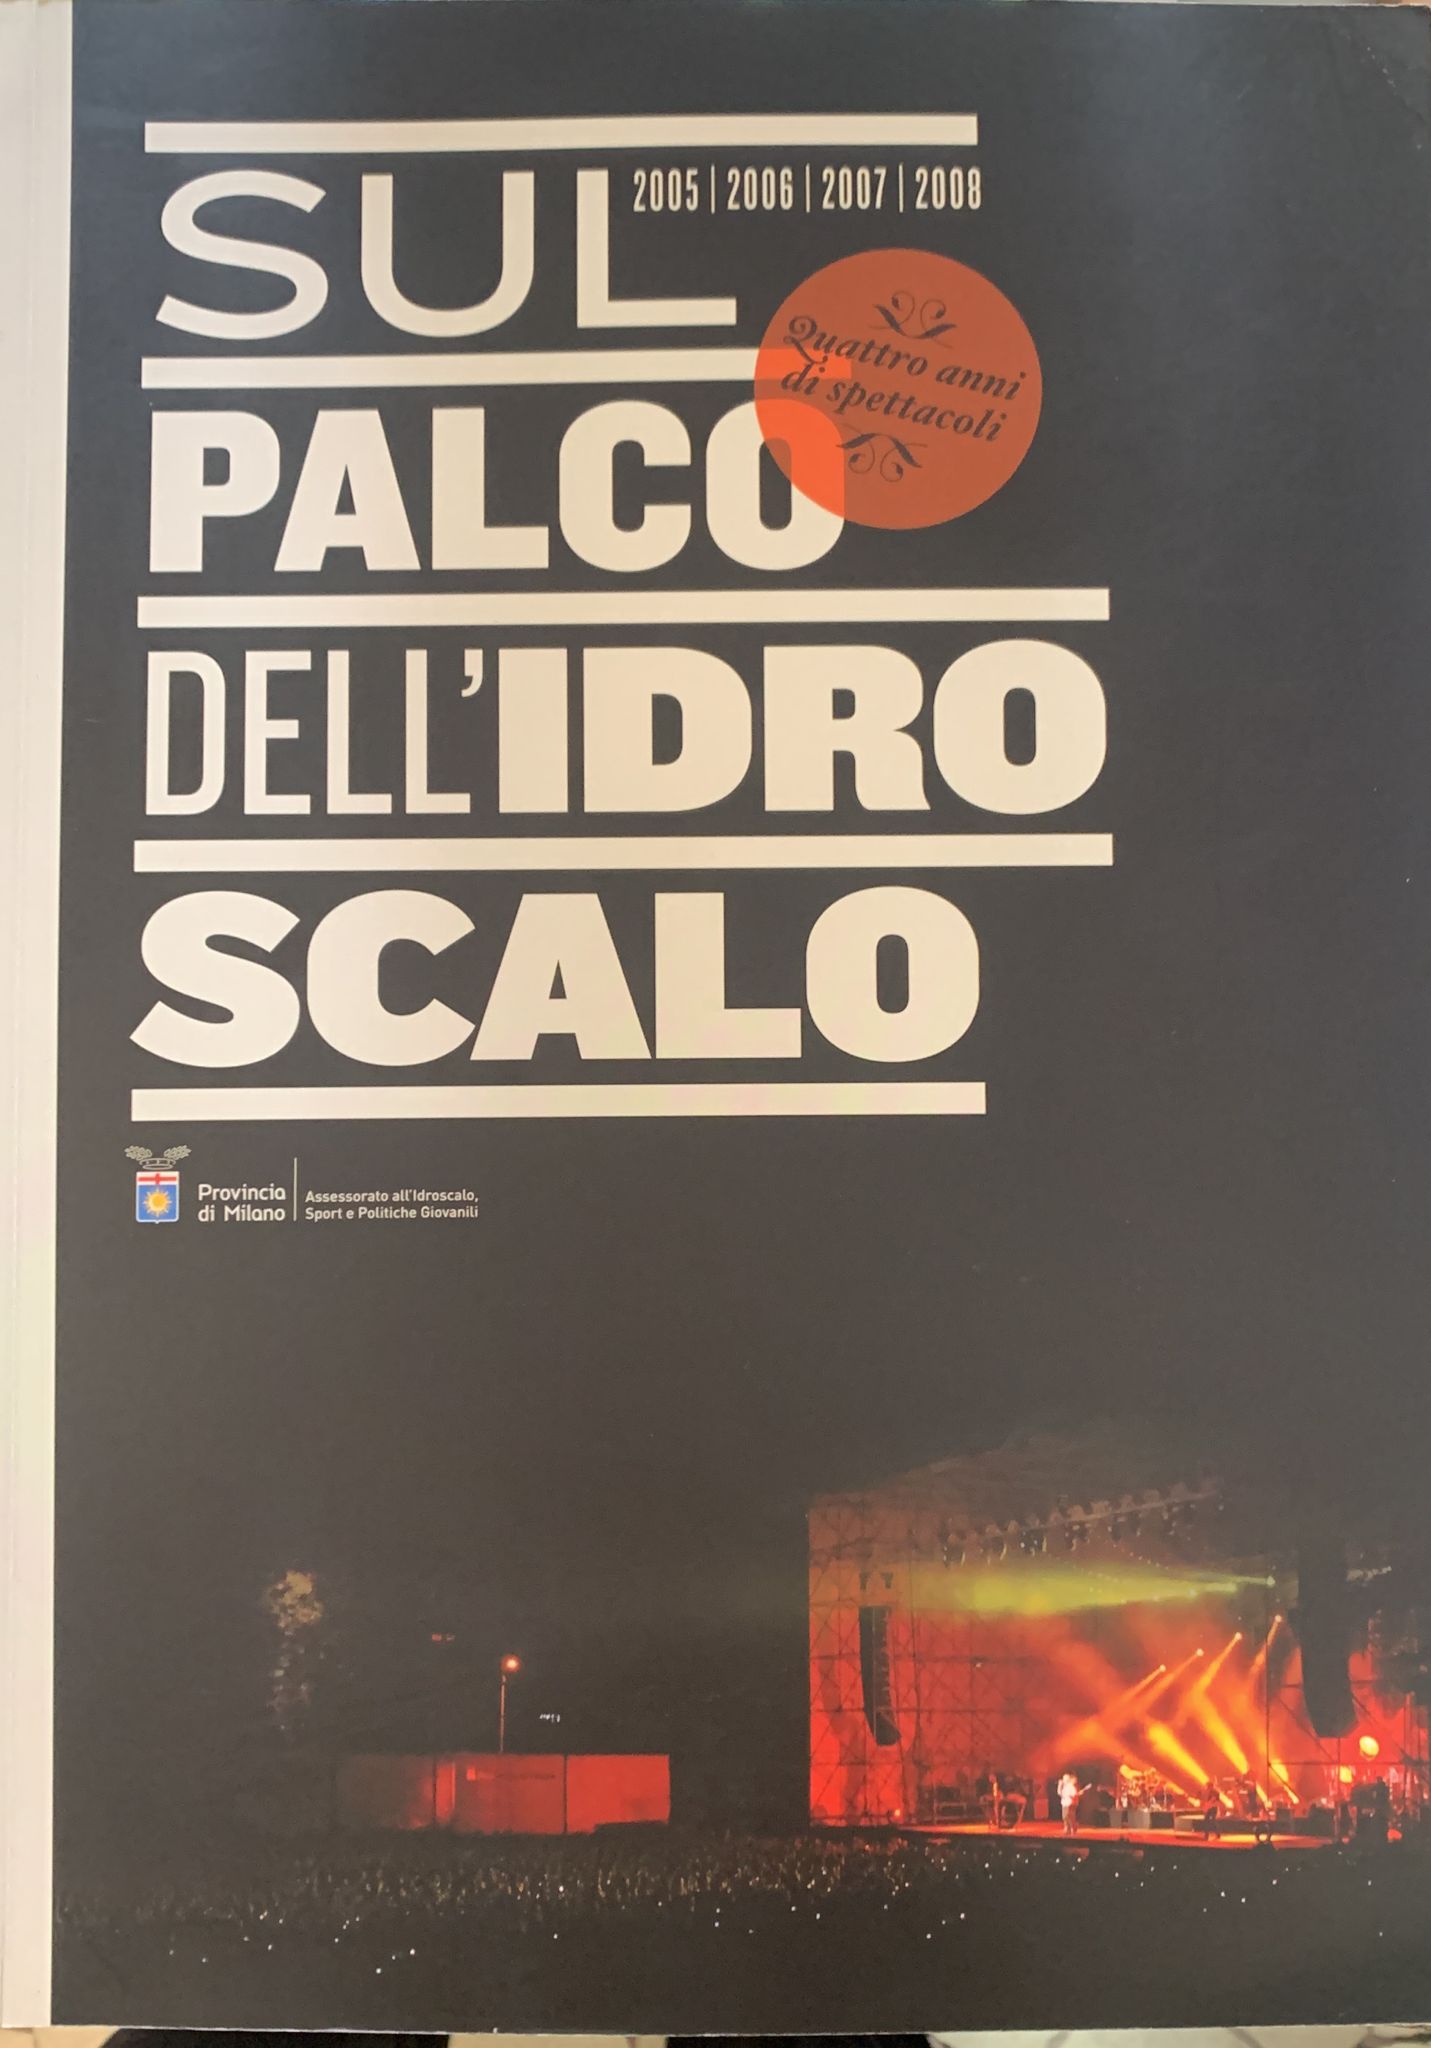 SUL
2005 | 2006 | 2007 | 2008
Quattro anni
di spettacoli
PALCO
DELL'IDRO
SCALO
Provincia
di Milano
Assessorato all'Idroscalo,
Sport e Politiche Giovanili